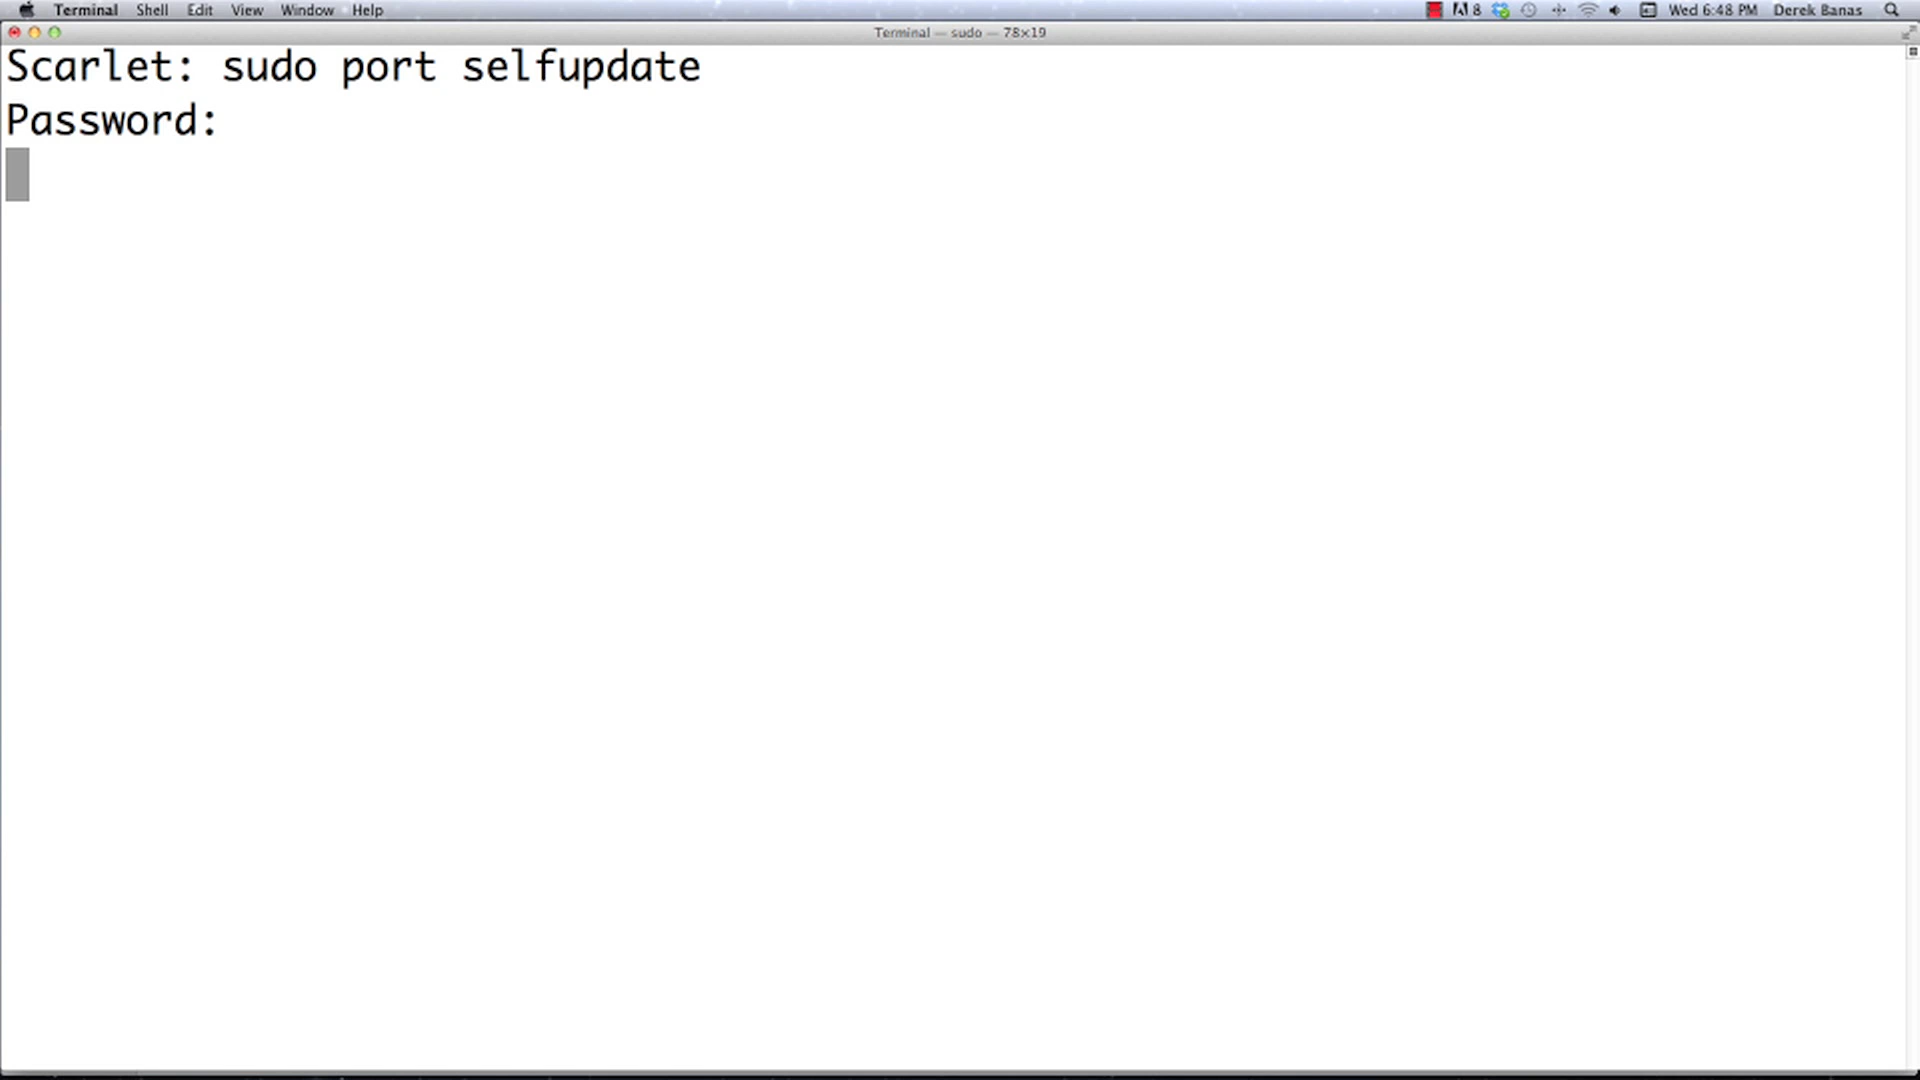 Terminal Shell Edit View Window Help 8 Wed 6:48 PM Derek Banas
Terminal — sudo — 78×19
Scarlet: sudo port selfupdate
Password: